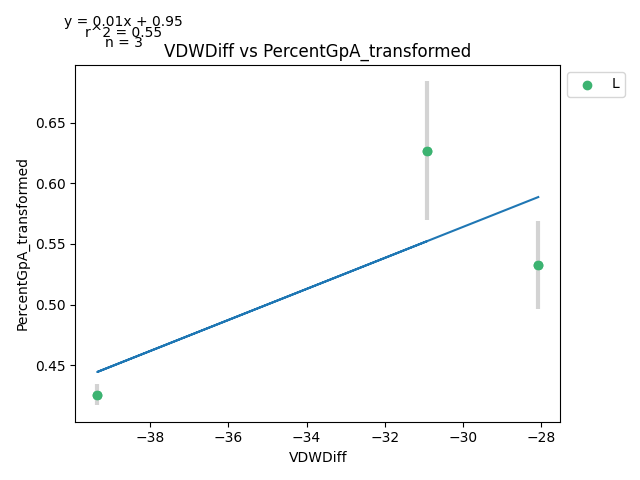 y = 0.01x + 0.95
r^2 = 0.55
n = 3
VDWDiff vs PercentGpA_transformed
L
PercentGpA_transformed
0.65
0.60
0.55
0.50
0.45
−38
−36
−34
−32
−30
−28
VDWDiff